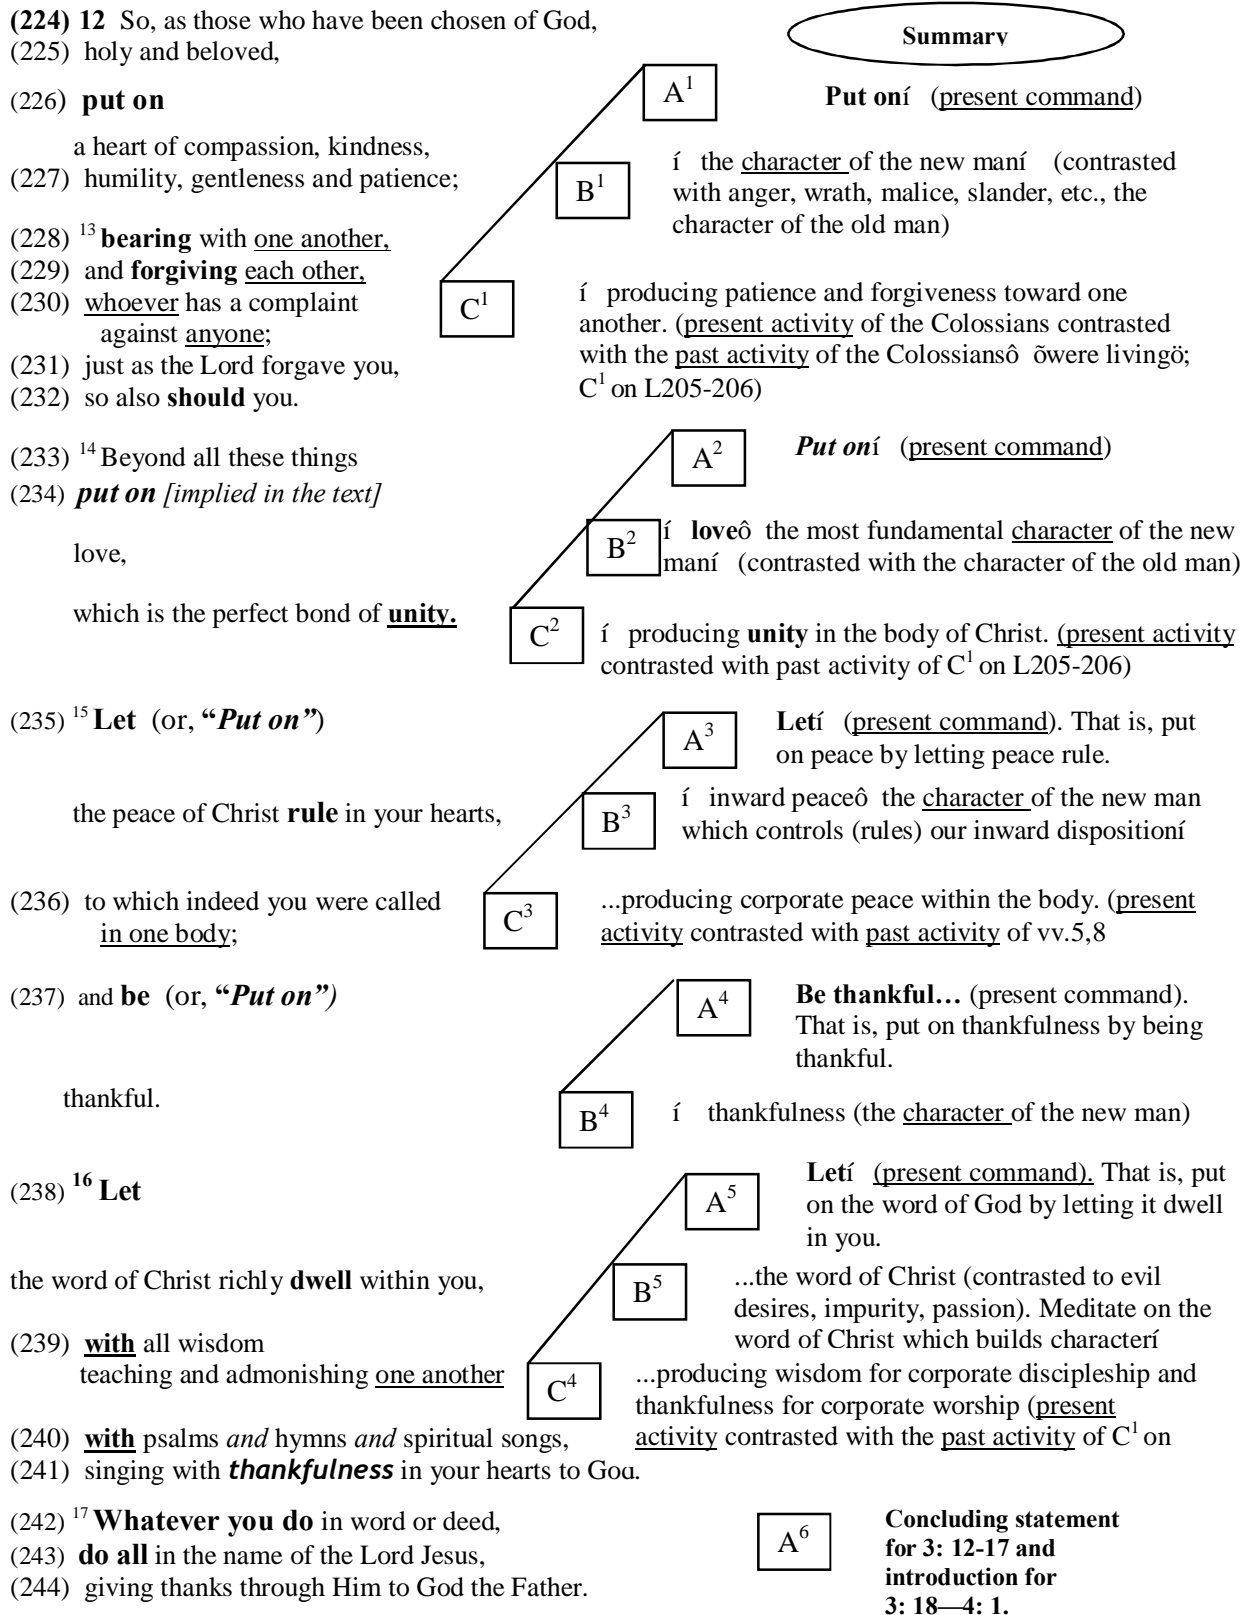 (224) 12 So, as those who have been chosen of God,
(225) holy and beloved,
Summary
(226) put on
A1
Put oní (present command)
a heart of compassion, kindness,
(227) humility, gentleness and patience;
B1
í the character of the new maní (contrasted
with anger, wrath, malice, slander, etc., the
character of the old man)
(228) 13 bearing with one another,
(229) and forgiving each other,
(230) whoever has a complaint
against anyone;
(231) just as the Lord forgave you,
(232) so also should you.
C1
í producing patience and forgiveness toward one
another. (present activity of the Colossians contrasted
with the past activity of the Colossiansô õwere livingö;
C1 on L205-206)
(233) 14 Beyond all these things
(234) put on [implied in the text]
A2
Put oní (present command)
love,
B2
í loveô the most fundamental character of the new
maní (contrasted with the character of the old man)
which is the perfect bond of unity.
C2
í producing unity in the body of Christ. (present activity
contrasted with past activity of C1 on L205-206)
(235) 15 Let (or, “Put on”)
A3
Letí (present command). That is, put
on peace by letting peace rule.
the peace of Christ rule in your hearts,
B3
í inward peaceô the character of the new man
which controls (rules) our inward dispositioní
(236) to which indeed you were called
in one body;
C3
...producing corporate peace within the body. (present
activity contrasted with past activity of vv.5,8
(237) and be (or, “Put on”)
A4
Be thankful… (present command).
That is, put on thankfulness by being
thankful.
thankful.
B4
í thankfulness (the character of the new man)
(238) 16 Let
A5
Letí (present command). That is, put
on the word of God by letting it dwell
in you.
the word of Christ richly dwell within you,
B5
...the word of Christ (contrasted to evil
desires, impurity, passion). Meditate on the
word of Christ which builds characterí
(239) with all wisdom
teaching and admonishing one another
C4
...producing wisdom for corporate discipleship and
thankfulness for corporate worship (present
activity contrasted with the past activity of C1 on
(240) with psalms and hymns and spiritual songs,
(241) singing with thankfulness in your hearts to God.
(242) 17 Whatever you do in word or deed,
(243) do all in the name of the Lord Jesus,
(244) giving thanks through Him to God the Father.
A6
Concluding statement
for 3: 12-17 and
introduction for
3: 18—4: 1.